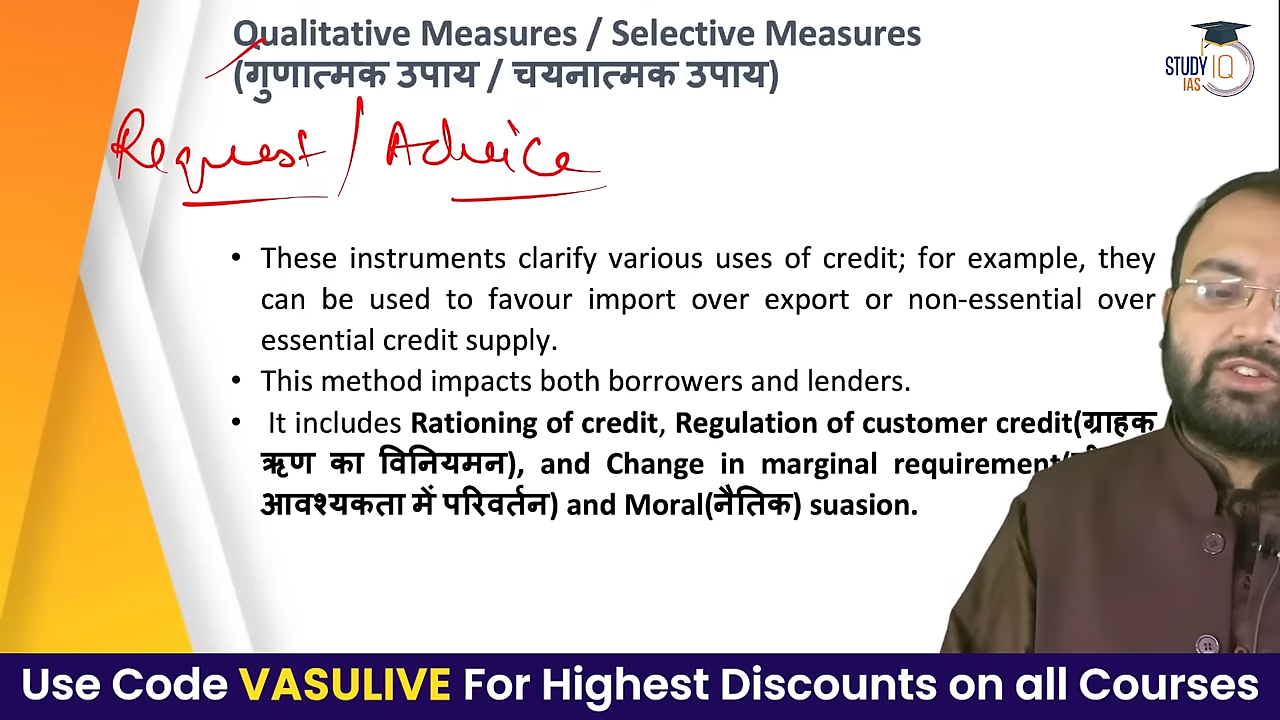 Qualitative Measures / Selective Measures
(गुणात्मक उपाय / चयनात्मक उपाय)
STUDY IQ
IAS
Request / Advice
• These instruments clarify various uses of credit; for example, they
can be used to favour import over export or non-essential over
essential credit supply.
• This method impacts both borrowers and lenders.
• It includes Rationing of credit, Regulation of customer credit(ग्राहक
ऋण का विनियमन), and Change in marginal requirement(
आवश्यकता में परिवर्तन) and Moral(नैतिक) suasion.
Use Code VASULIVE For Highest Discounts on all Courses